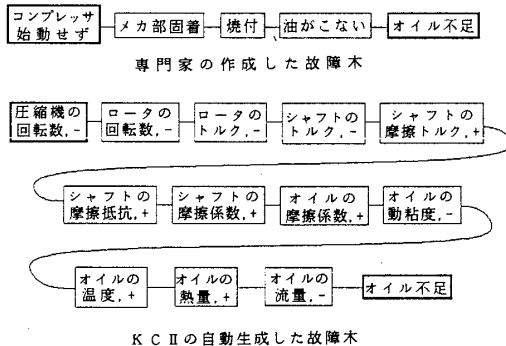 コンプレッサ
始動せず
メカ部固着
焼付
油がこない
オイル不足
専門家の作成した故障木
圧縮機の
回転数,-
ロータの
回転数,-
ロータの
トルク,-
シャフトの
トルク,-
シャフトの
摩擦トルク,+
シャフトの
摩擦抵抗,+
シャフトの
摩擦係数,+
オイルの
摩擦係数,+
オイルの
動粘度,-
オイルの
温度,+
オイルの
熱量,+
オイルの
流量,-
オイル不足
KCⅡの自動生成した故障木